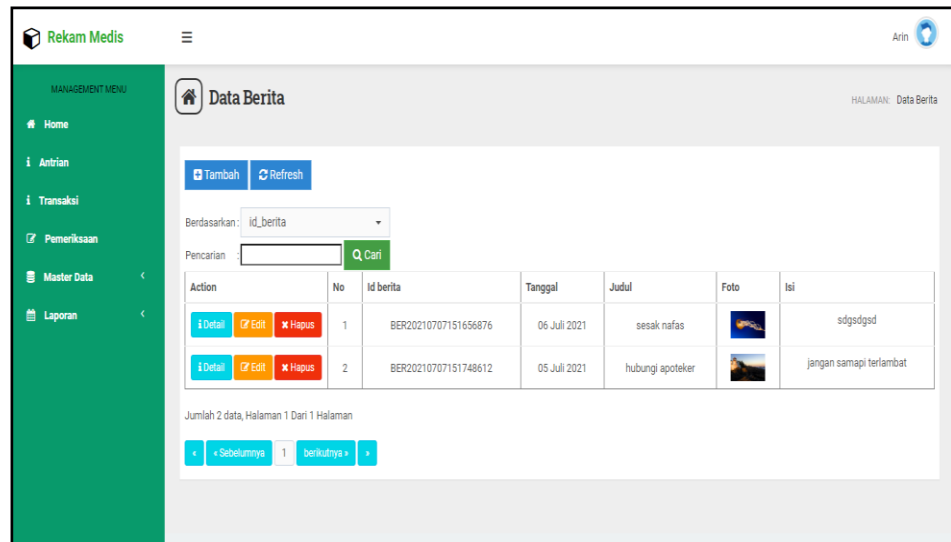 Rekam Medis
Arin
MANAGEMENT MENU
Home
Antrian
Transaksi
Pemeriksaan
Master Data
Laporan
Data Berita
HALAMAN: Data Berita
Tambah Refresh
Berdasarkan : id_berita
Pencarian : Cari
Action No Id berita Tanggal Judul Foto Isi
Detail Edit Hapus 1 BER20210707151656876 06 Juli 2021 sesak nafas sdgsdgsd
Detail Edit Hapus 2 BER20210707151748612 05 Juli 2021 hubungi apoteker jangan samapi terlambat
Jumlah 2 data, Halaman 1 Dari 1 Halaman
« « Sebelumnya 1 berikutnya » »